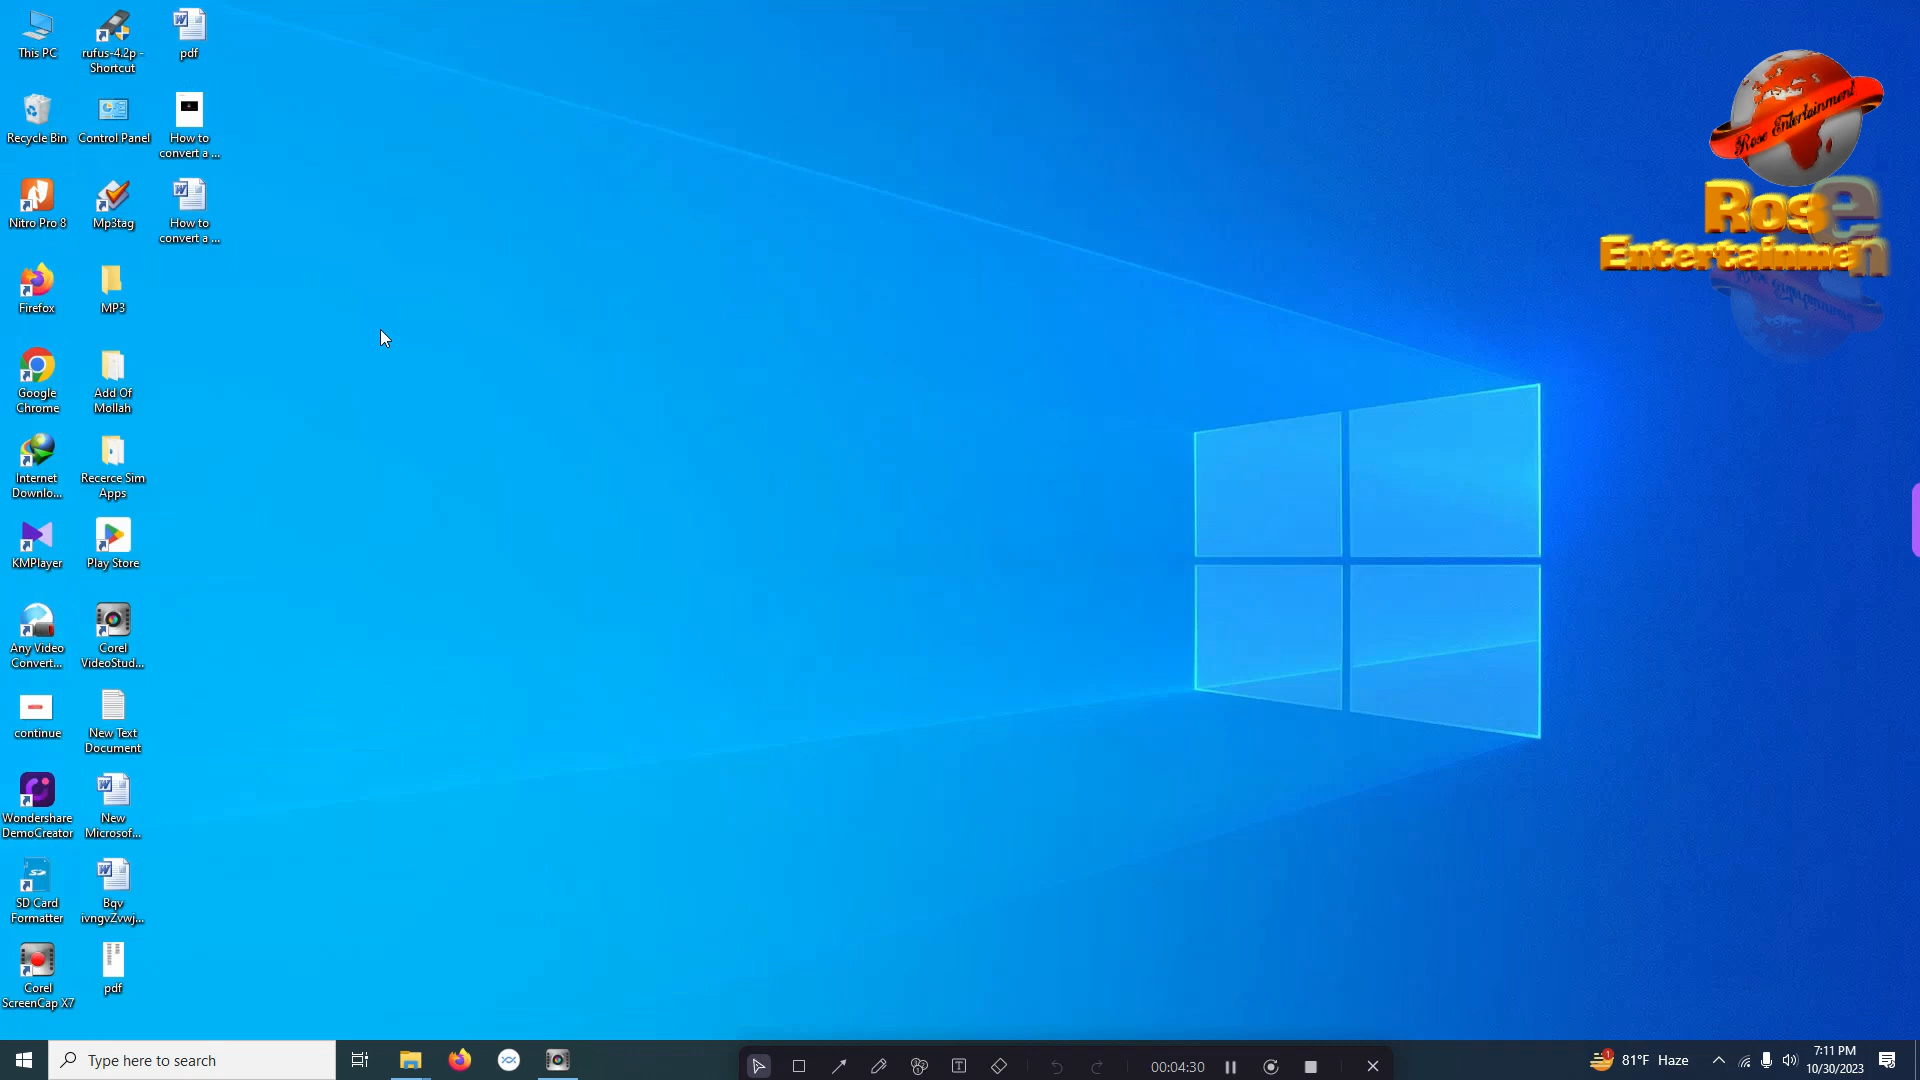 This PC
rufus-4.2p -
Shortcut
pdf
Recycle Bin
Control Panel
How to
convert a ...
Nitro Pro 8
Mp3tag
How to
convert a ...
Firefox
MP3
Google
Chrome
Add Of
Mollah
Internet
Downlo...
Recerce Sim
Apps
KMPlayer
Play Store
Any Video
Convert...
Corel
VideoStud...
continue
New Text
Document
Wondershare
DemoCreator
New
Microsof...
SD Card
Formatter
Bqv
ivngvZvwj...
Corel
ScreenCap X7
pdf
Rose Entertainment
Rose
Entertainmen
Type here to search
00:04:30
1
81°F Haze
7:11 PM
10/30/2023